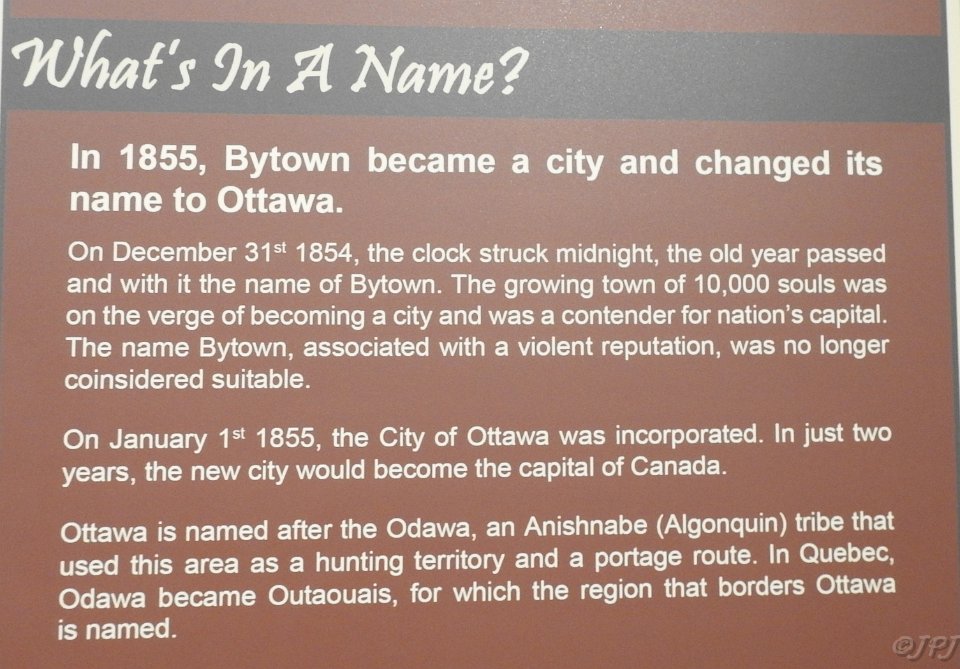 What's In A Name?
In 1855, Bytown became a city and changed its
name to Ottawa.
On December 31st 1854, the clock struck midnight, the old year passed
and with it the name of Bytown. The growing town of 10,000 souls was
on the verge of becoming a city and was a contender for nation's capital.
The name Bytown, associated with a violent reputation, was no longer
coinsidered suitable.
On January 1st 1855, the City of Ottawa was incorporated. In just two
years, the new city would become the capital of Canada.
Ottawa is named after the Odawa, an Anishnabe (Algonquin) tribe that
used this area as a hunting territory and a portage route. In Quebec,
Odawa became Outaouais, for which the region that borders Ottawa
is named.
©JPJ